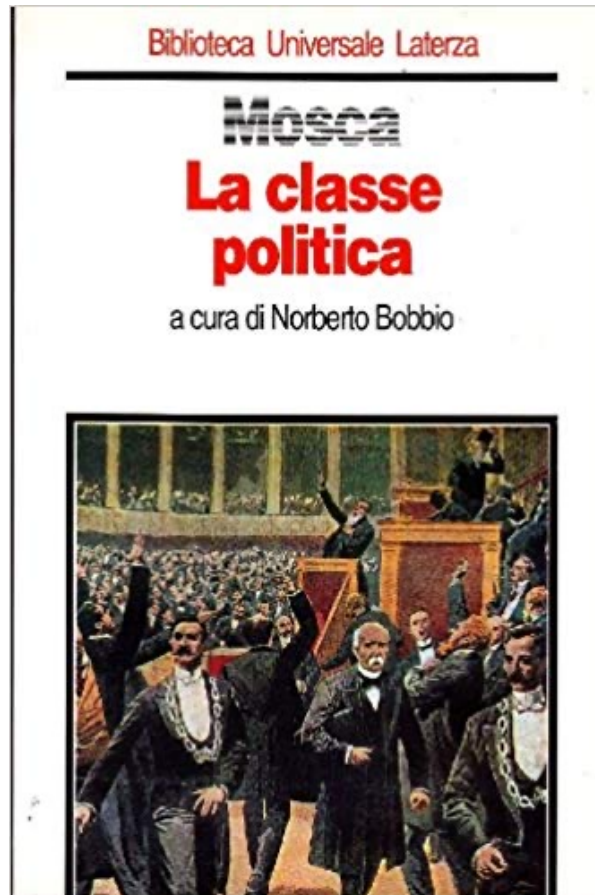 Biblioteca Universale Laterza
Mosca
La classe
politica
a cura di Norberto Bobbio